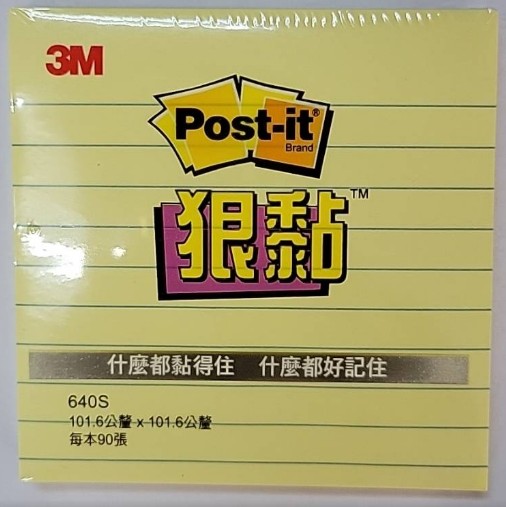 3M
Post-it®
Brand
狠黏™
什麼都黏得住 什麼都好記住
640S
101.6公釐 x 101.6公釐
每本90張